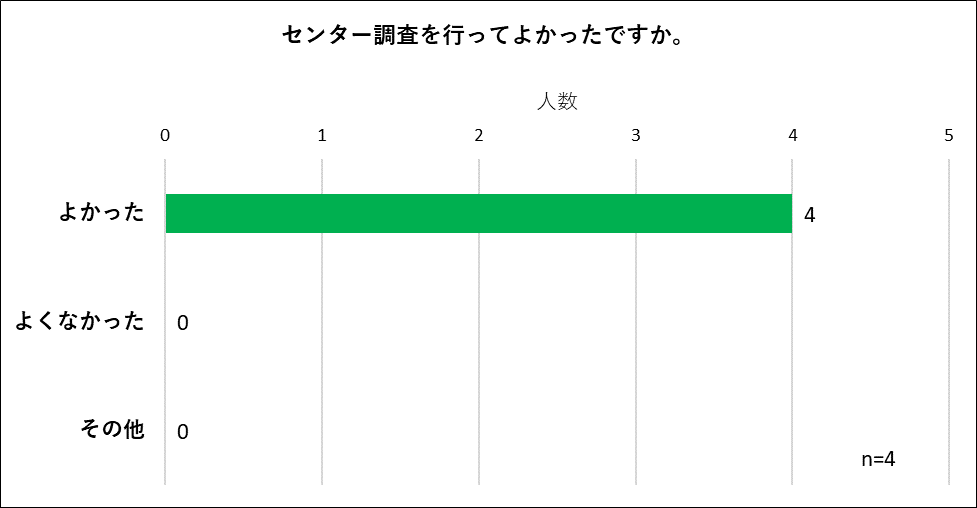 センター調査を行ってよかったですか。
人数
0 1 2 3 4 5
よかった 4
よくなかった 0
その他 0
n=4